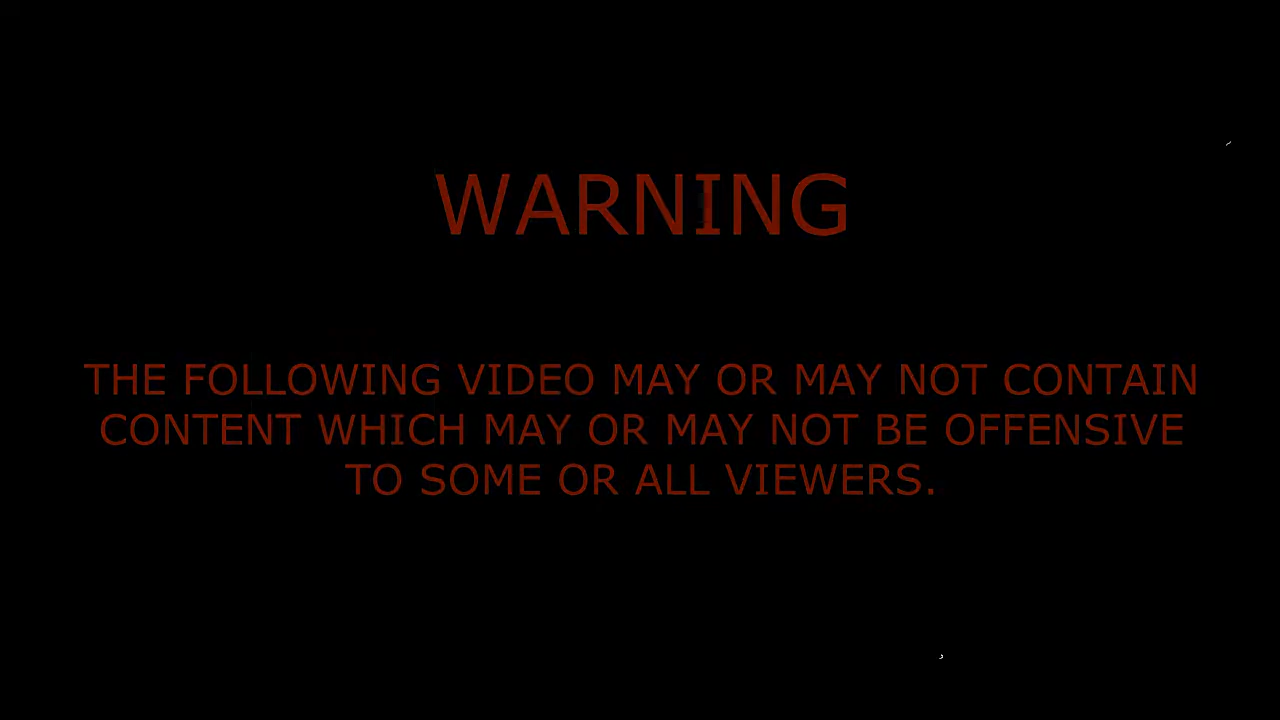 WARNING
THE FOLLOWING VIDEO MAY OR MAY NOT CONTAIN
CONTENT WHICH MAY OR MAY NOT BE OFFENSIVE
TO SOME OR ALL VIEWERS.